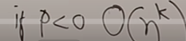 if P<0 O(n^k)